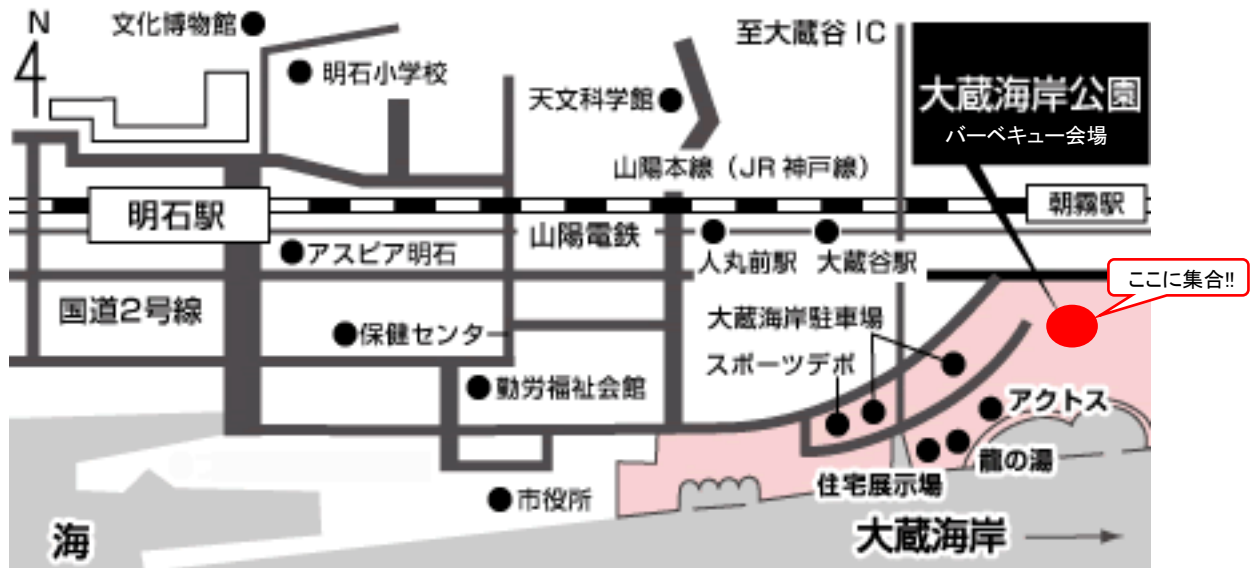 N
文化博物館
至大蔵谷IC
明石小学校
天文科学館
大蔵海岸公園
バーベキュー会場
山陽本線（JR神戸線）
明石駅
朝霧駅
山陽電鉄
アスピア明石
人丸前駅
大蔵谷駅
ここに集合!!
国道2号線
大蔵海岸駐車場
保健センター
スポーツデポ
勤労福祉会館
アクトス
龍の湯
住宅展示場
市役所
海
大蔵海岸